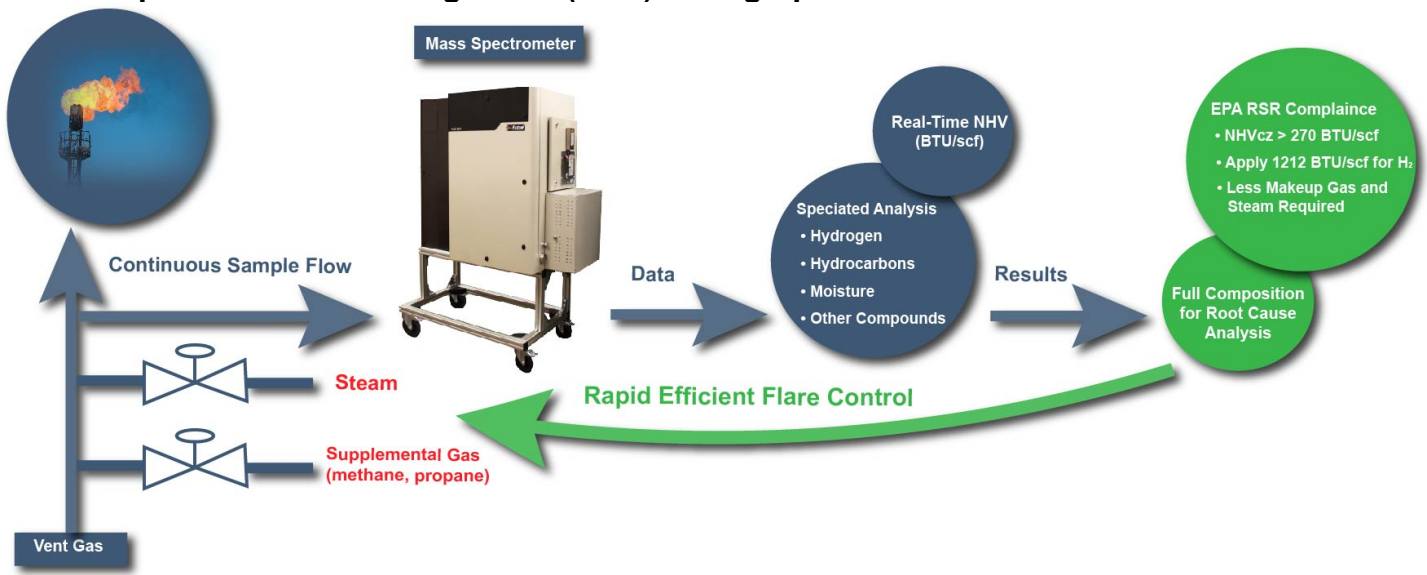 Mass Spectrometer
Real-Time NHV
(BTU/scf)
EPA RSR Complaince
• NHVcz > 270 BTU/scf
• Apply 1212 BTU/scf for H₂
• Less Makeup Gas and
Steam Required
Speciated Analysis
• Hydrogen
• Hydrocarbons
• Moisture
• Other Compounds
Continuous Sample Flow
Data
Results
Full Composition
for Root Cause
Analysis
Steam
Rapid Efficient Flare Control
Supplemental Gas
(methane, propane)
Vent Gas